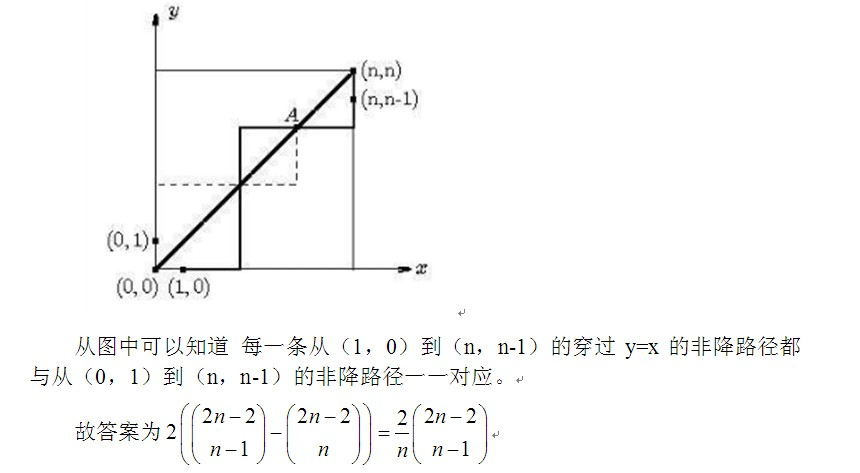 y
(n,n)
(n,n-1)
A
(0,1)
x
(0,0) (1,0)
从图中可以知道 每一条从（1，0）到（n，n-1）的穿过 y=x 的非降路径都
与从（0，1）到（n，n-1）的非降路径一一对应。
故答案为 2((2n−2 n−1)−(2n−2 n))=2/n(2n−2 n−1)